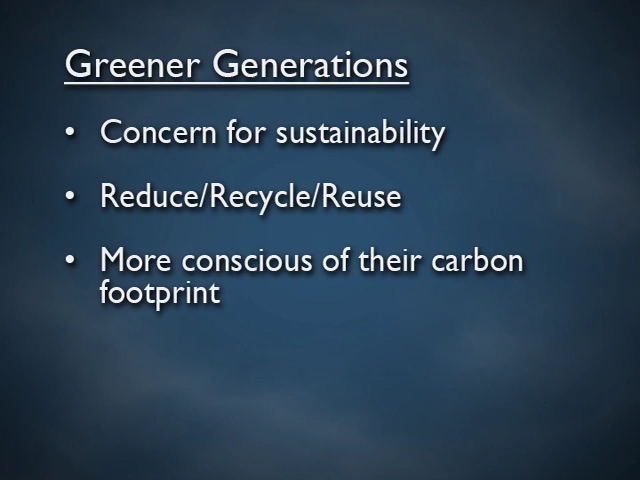 Greener Generations
• Concern for sustainability
• Reduce/Recycle/Reuse
• More conscious of their carbon
footprint